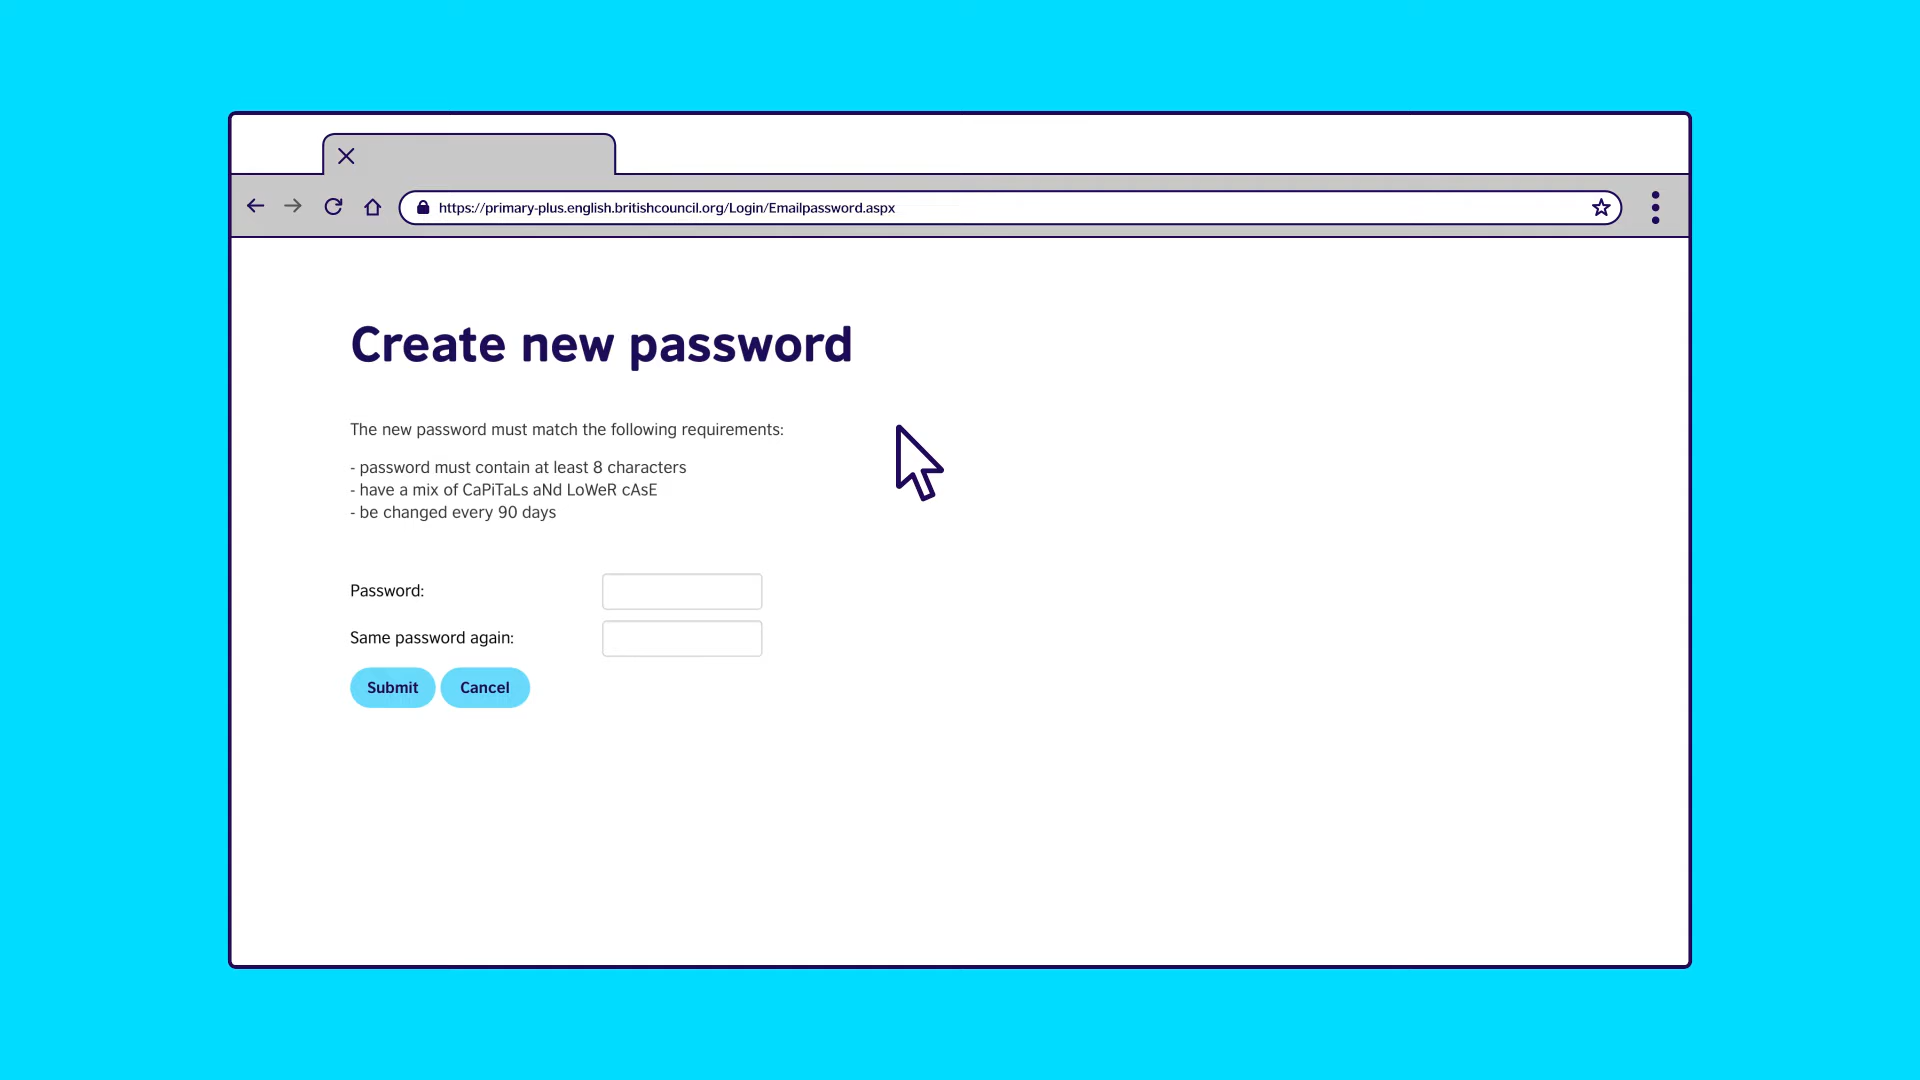 https://primary-plus.english.britishcouncil.org/Login/Emailpassword.aspx
Create new password
The new password must match the following requirements:
- password must contain at least 8 characters
- have a mix of CaPiTaLs aNd LoWeR cAsE
- be changed every 90 days
Password:
Same password again:
Submit Cancel